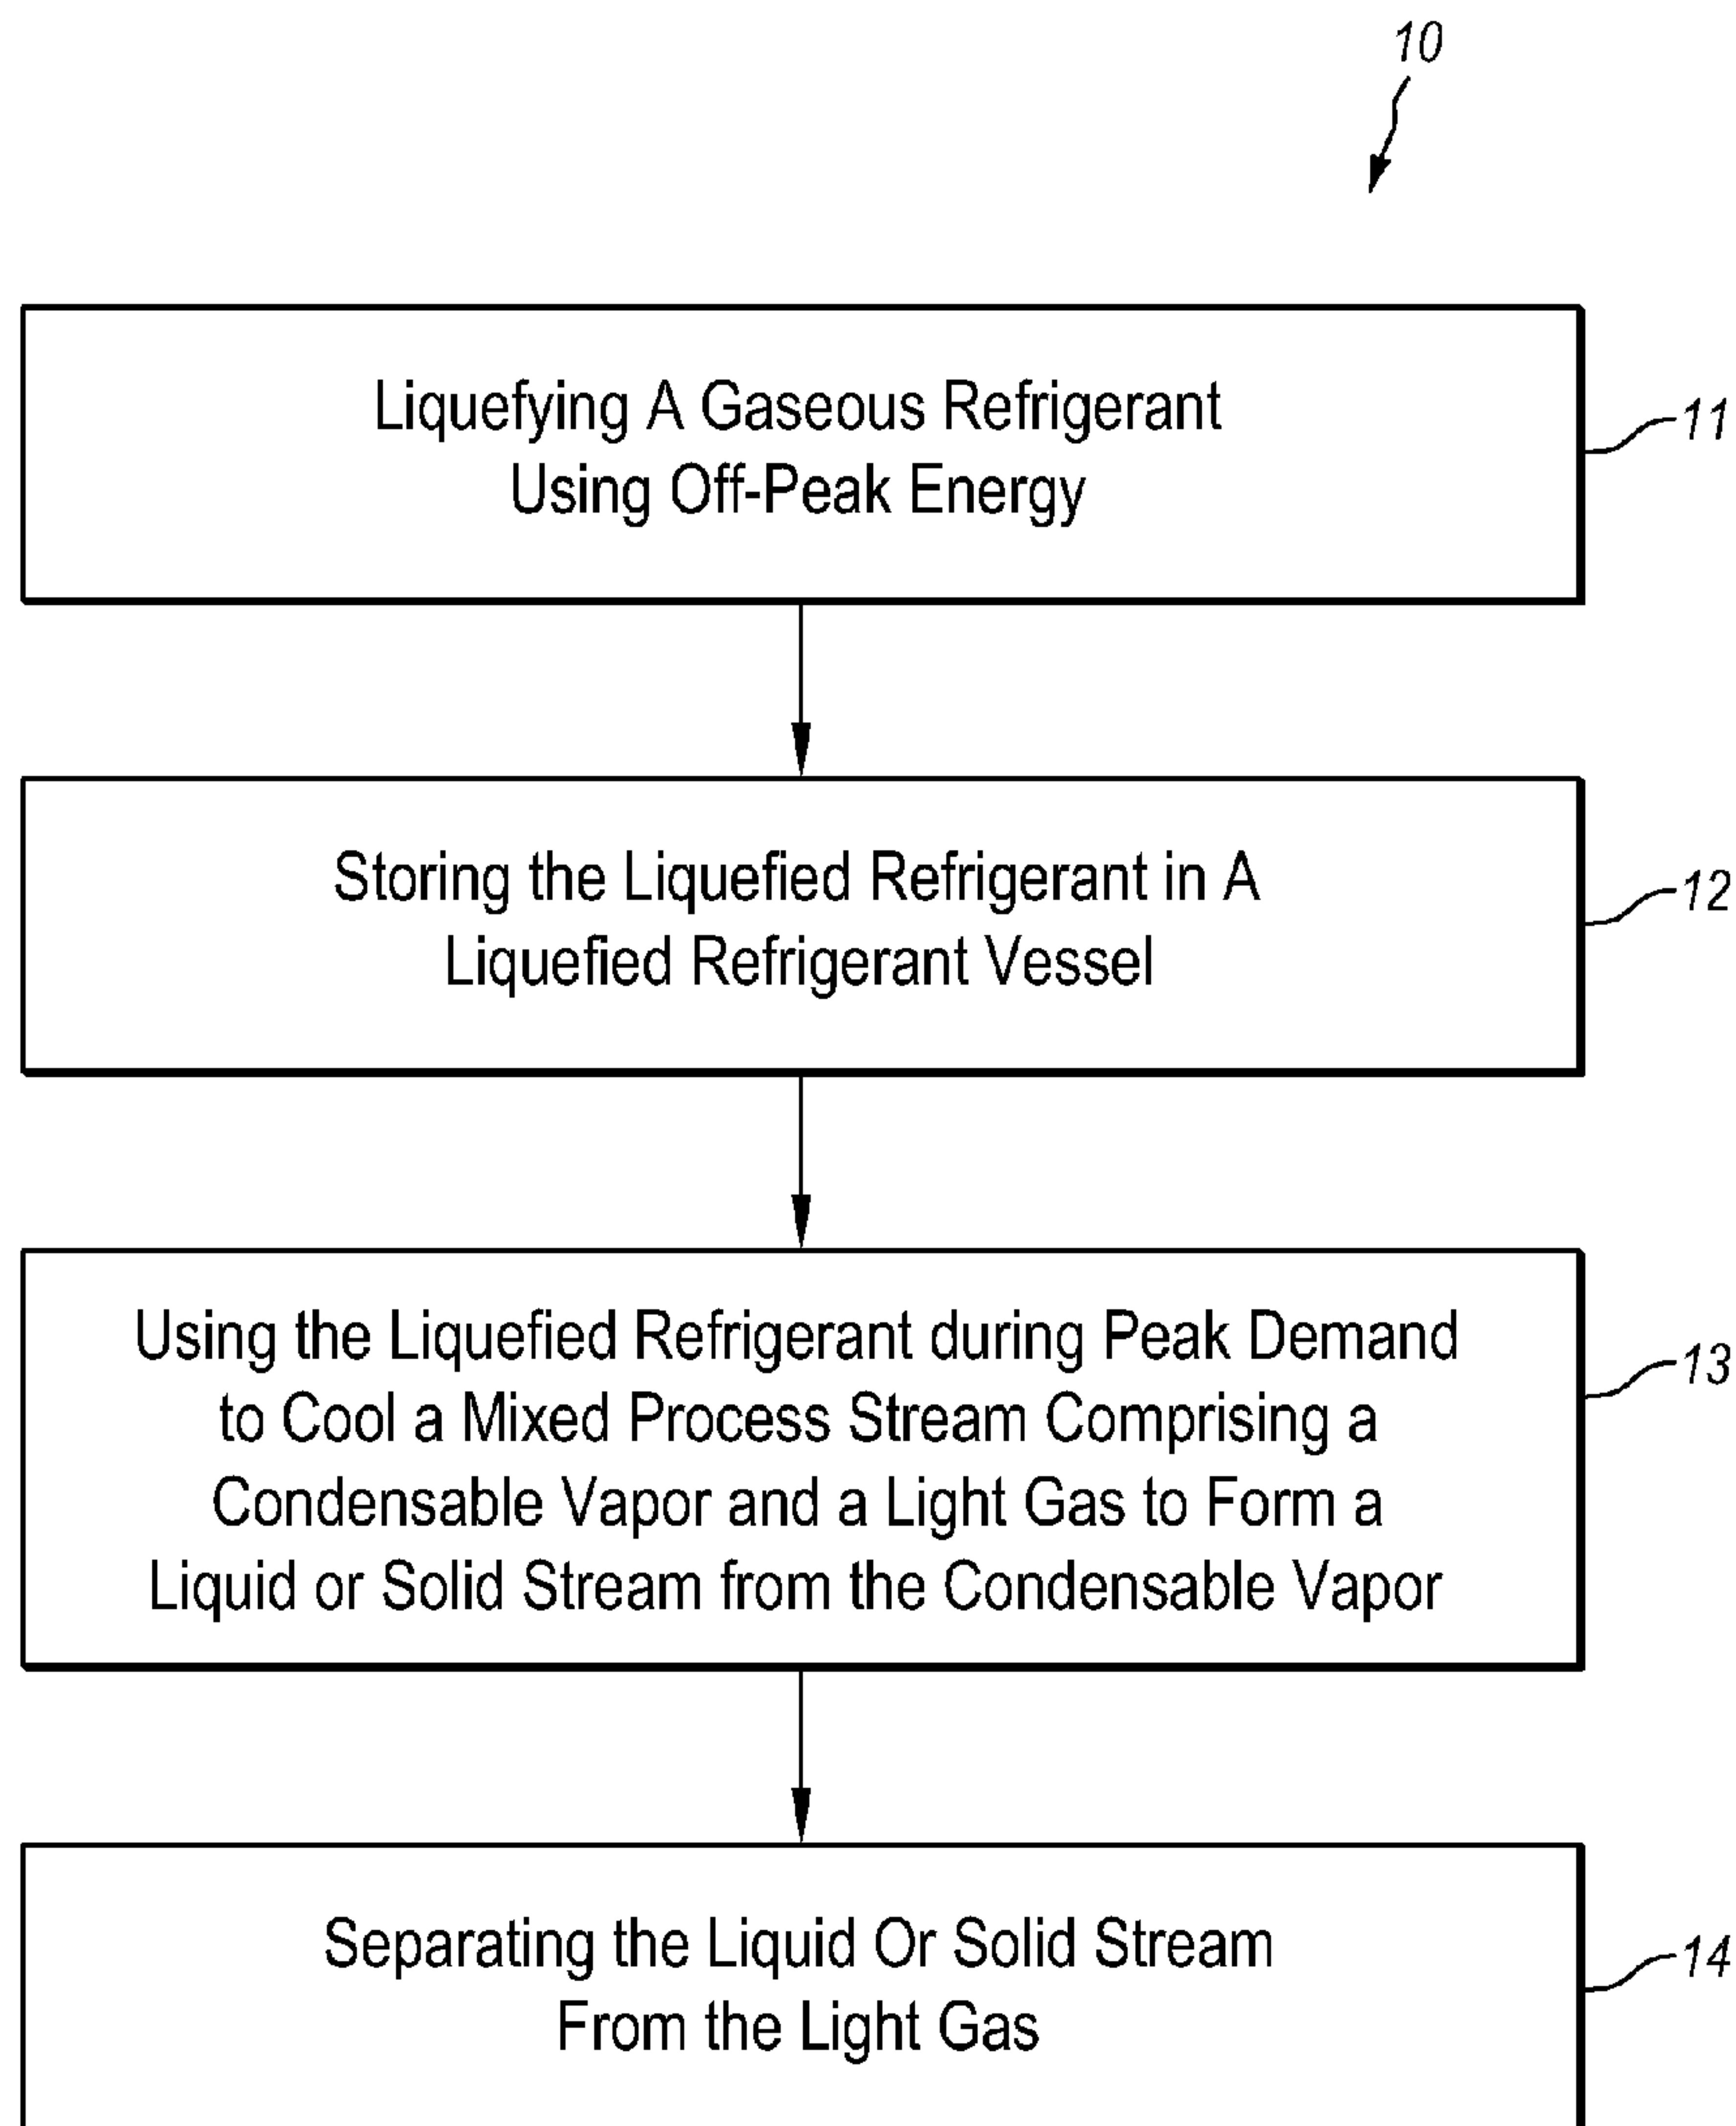 10
Liquefying A Gaseous Refrigerant
Using Off-Peak Energy
11
Storing the Liquefied Refrigerant in A
Liquefied Refrigerant Vessel
12
Using the Liquefied Refrigerant during Peak Demand
to Cool a Mixed Process Stream Comprising a
Condensable Vapor and a Light Gas to Form a
Liquid or Solid Stream from the Condensable Vapor
13
Separating the Liquid Or Solid Stream
From the Light Gas
14